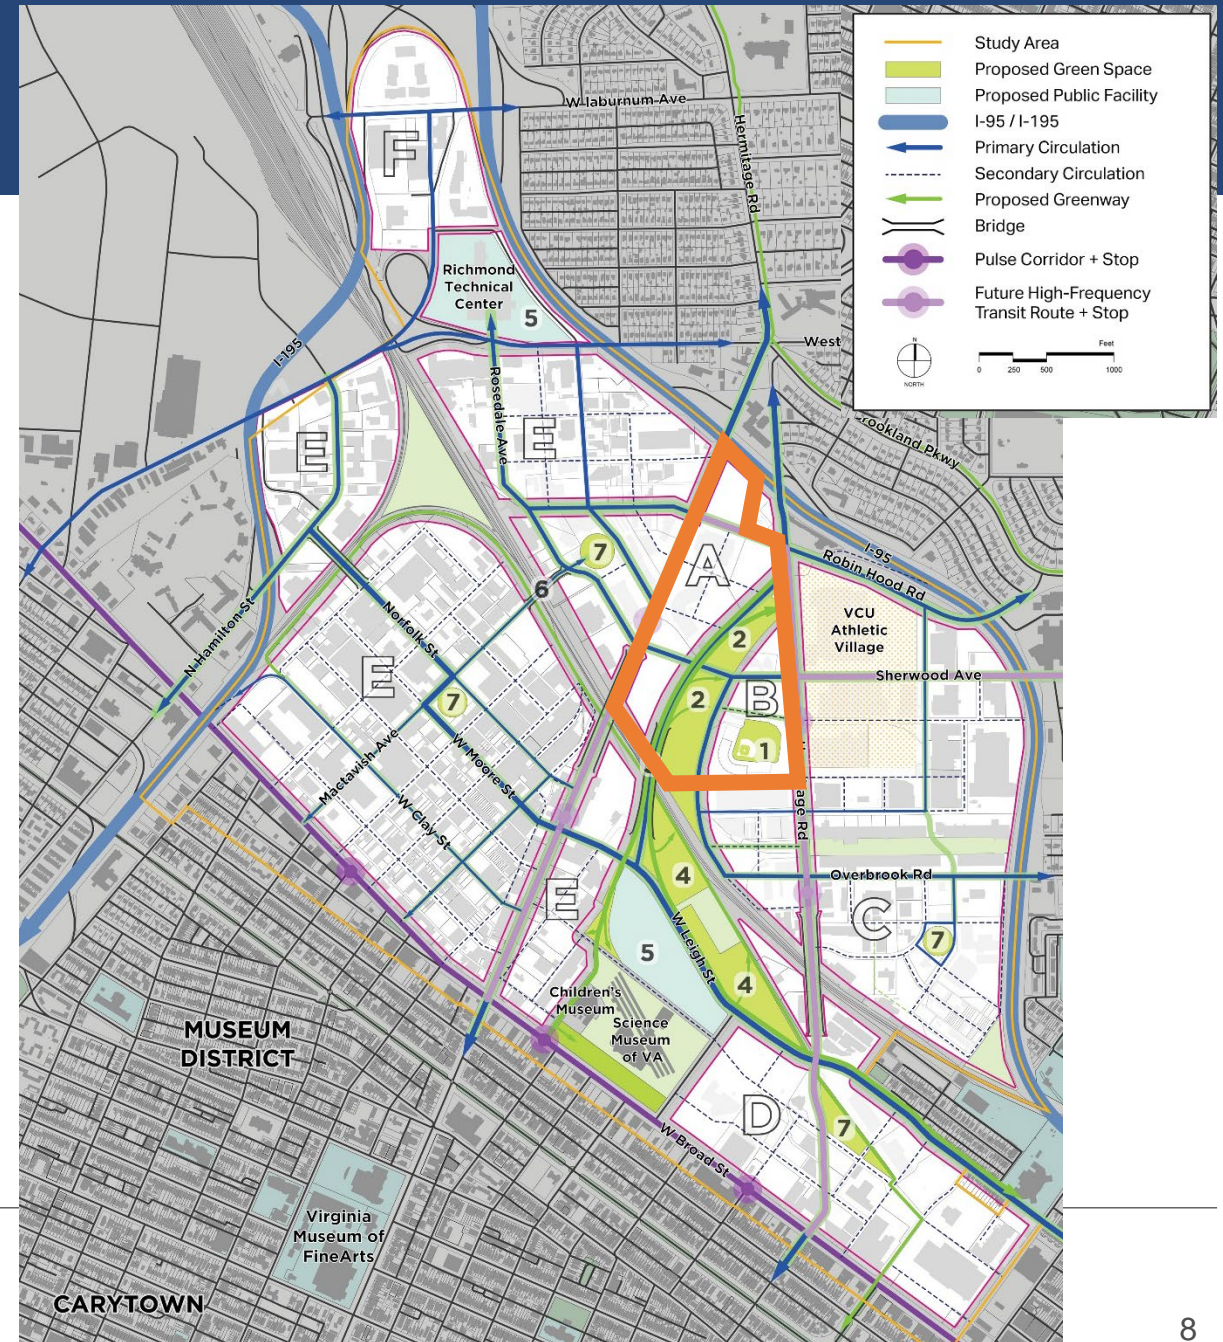 Study Area
Proposed Green Space
Proposed Public Facility
I-95 / I-195
Primary Circulation
Secondary Circulation
Proposed Greenway
Bridge
Pulse Corridor + Stop
Future High-Frequency
Transit Route + Stop
N
NORTH
Feet
0 250 500 1000
W laburnum Ave
Hermitage Rd
F
Richmond
Technical
Center
5
I-195
West
Rosedale Ave
E
E
rookland Pkwy
7
A
I-95
Robin Hood Rd
6
VCU
Athletic
Village
N Hamilton St
Norfolk St
2
E
Sherwood Ave
2
B
7
1
Mactavish Ave
W Moore St
age Rd
W Clay St
4
Overbrook Rd
E
C
7
W Leigh St
5
4
Children's
Museum
Science
Museum
of VA
MUSEUM
DISTRICT
D
7
W Broad St
Virginia
Museum of
FineArts
CARYTOWN
8